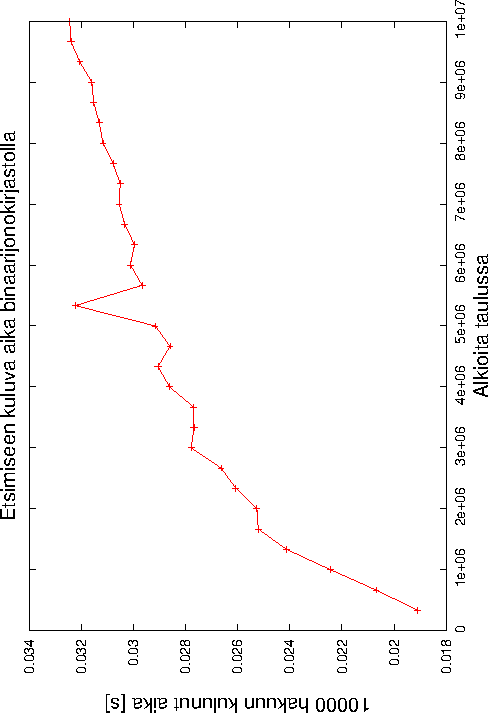 Etsimiseen kuluva aika binaarijonokirjastolla
10000 hakuun kulunut aika [s]
0.034
0.032
0.03
0.028
0.026
0.024
0.022
0.02
0.018
0
1e+06
2e+06
3e+06
4e+06
5e+06
6e+06
7e+06
8e+06
9e+06
1e+07
Alkioita taulussa